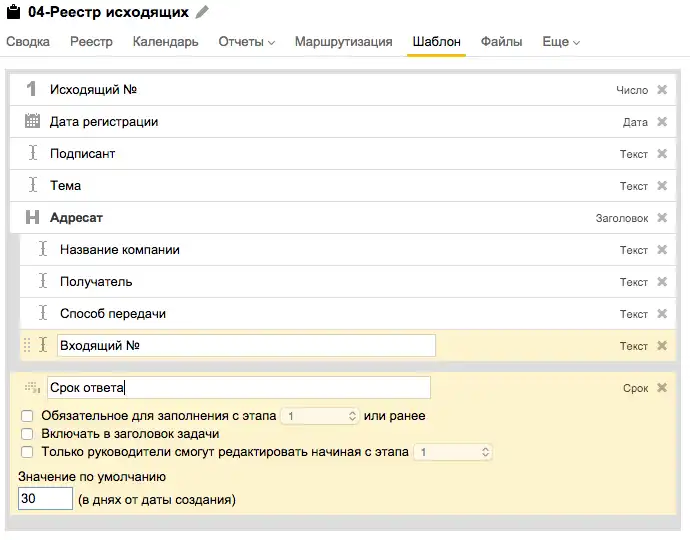 04-Реестр исходящих
Сводка Реестр Календарь Отчеты Маршрутизация Шаблон Файлы Еще
1 Исходящий № Число
Дата регистрации Дата
Подписант Текст
Тема Текст
H Адресат Заголовок
Название компании Текст
Получатель Текст
Способ передачи Текст
Входящий № Текст
Срок ответа Срок
Обязательное для заполнения с этапа 1 или ранее
Включать в заголовок задачи
Только руководители смогут редактировать начиная с этапа 1
Значение по умолчанию
30 (в днях от даты создания)